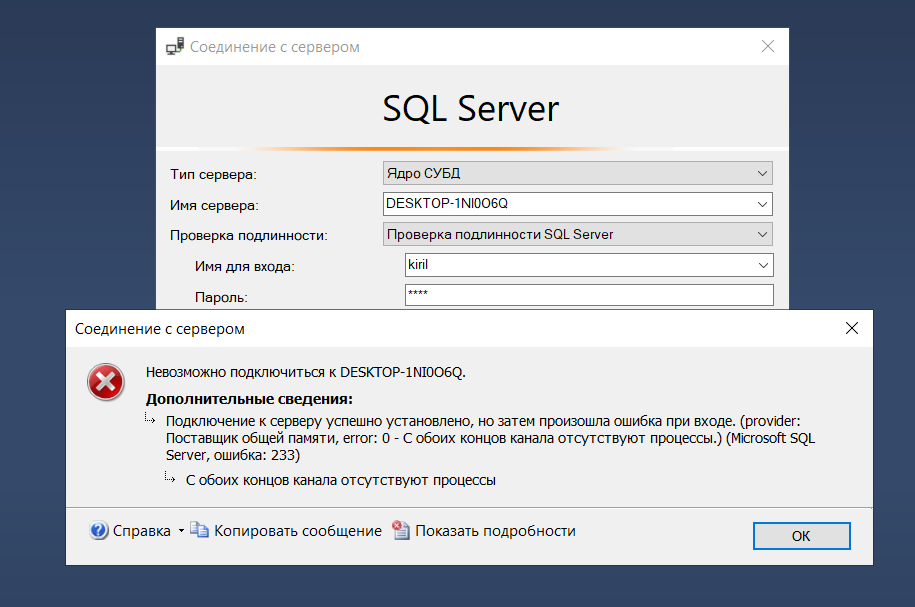 Соединение с сервером
SQL Server
Тип сервера:
Ядро СУБД
Имя сервера:
DESKTOP-1NI0O6Q
Проверка подлинности:
Проверка подлинности SQL Server
Имя для входа:
kiril
Пароль:
****
Соединение с сервером
Невозможно подключиться к DESKTOP-1NI0O6Q.
Дополнительные сведения:
Подключение к серверу успешно установлено, но затем произошла ошибка при входе. (provider:
Поставщик общей памяти, error: 0 - С обоих концов канала отсутствуют процессы.) (Microsoft SQL
Server, ошибка: 233)
С обоих концов канала отсутствуют процессы
Справка
Копировать сообщение
Показать подробности
ОК